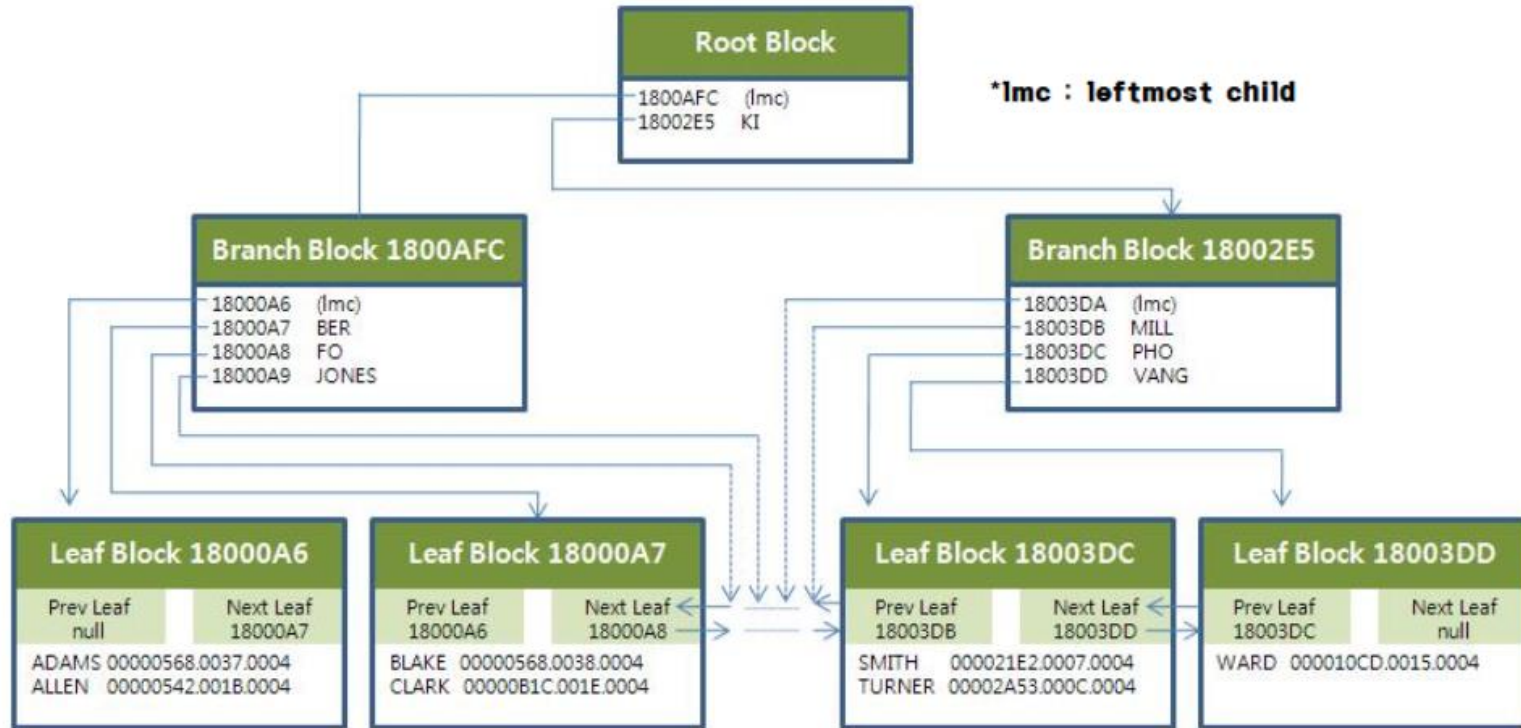 Root Block
1800AFC (lmc)
18002E5 KI
*lmc : leftmost child
Branch Block 1800AFC
18000A6 (lmc)
18000A7 BER
18000A8 FO
18000A9 JONES
Branch Block 18002E5
18003DA (lmc)
18003DB MILL
18003DC PHO
18003DD VANG
Leaf Block 18000A6
Prev Leaf Next Leaf
null 18000A7
ADAMS 00000568.0037.0004
ALLEN 00000542.001B.0004
Leaf Block 18000A7
Prev Leaf Next Leaf
18000A6 18000A8
BLAKE 00000568.0038.0004
CLARK 00000B1C.001E.0004
Leaf Block 18003DC
Prev Leaf Next Leaf
18003DB 18003DD
SMITH 000021E2.0007.0004
TURNER 00002A53.000C.0004
Leaf Block 18003DD
Prev Leaf Next Leaf
18003DC null
WARD 000010CD.0015.0004